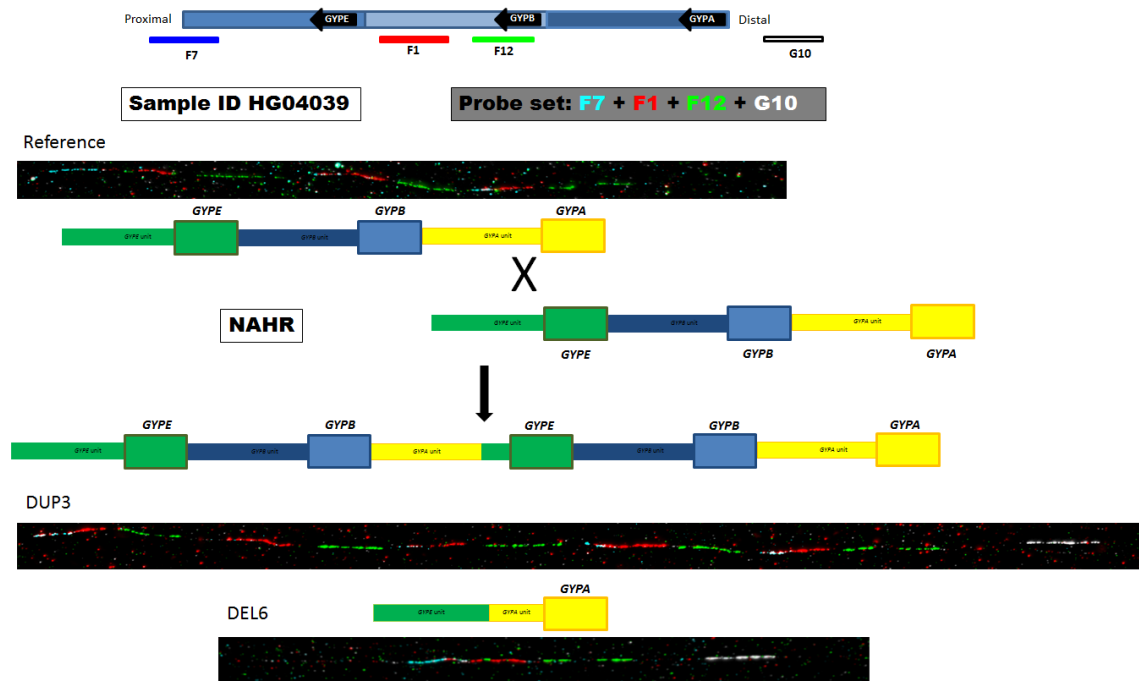 Proximal GYPE GYPB GYPA Distal
F7 F1 F12 G10
Sample ID HG04039 Probe set: F7 + F1 + F12 + G10
Reference
GYPE GYPB GYPA
GYPE unit GYPB unit GYPA unit
X
NAHR
GYPE unit GYPB unit GYPA unit
GYPE GYPB GYPA
GYPE GYPB GYPE GYPB GYPA
GYPE unit GYPE unit GYPA unit GYPB unit GYPA unit
DUP3
GYPA
DEL6 GYPE unit GYPA unit